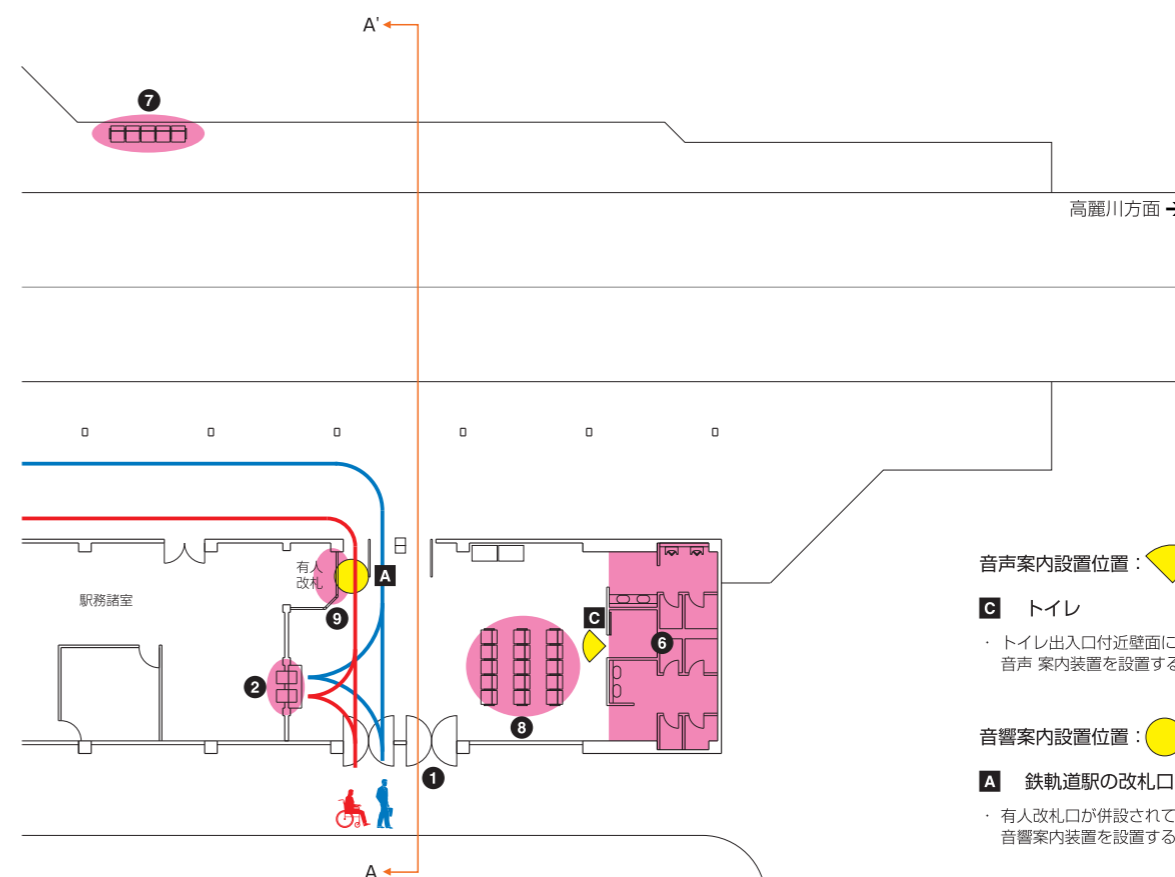 A'
7
高麗川方面 →
有人
改札
A
駅務諸室
9
C
6
2
8
1
A
音声案内設置位置：
C トイレ
・ トイレ出入口付近壁面に
音声 案内装置を設置する
音響案内設置位置：
A 鉄軌道駅の改札口
・ 有人改札口が併設されて
音響案内装置を設置する